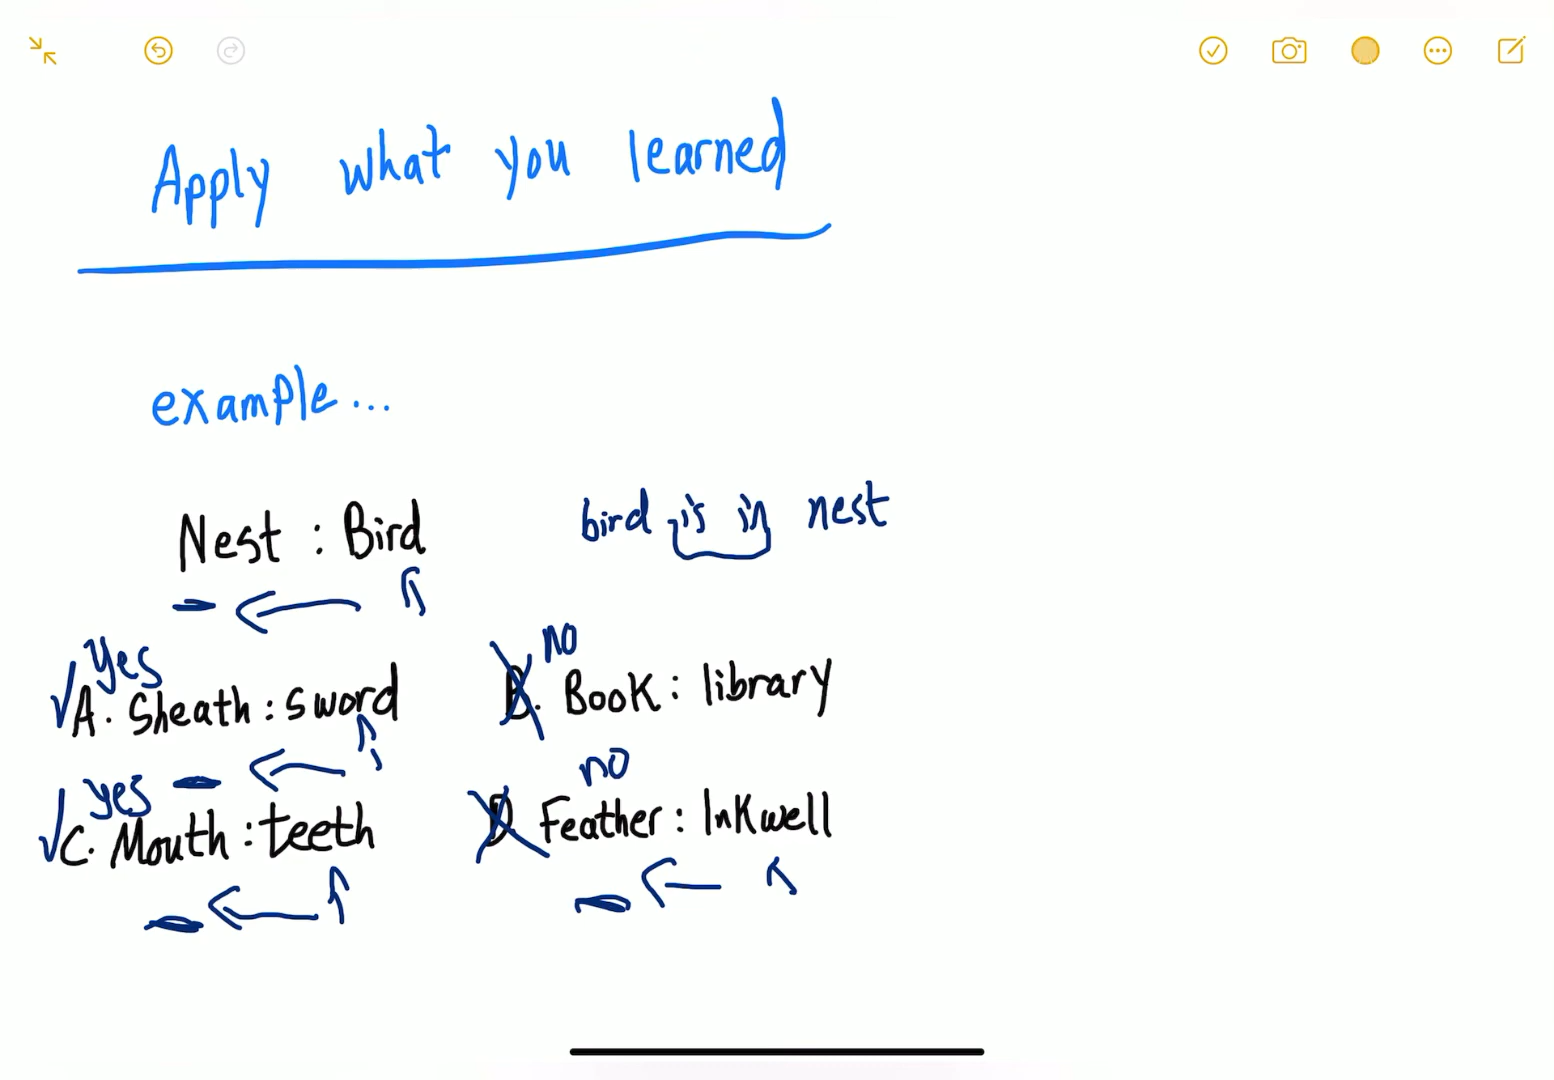 Apply what you learned
example...
Nest : Bird
bird is in nest
yes
A. Sheath : sword
no
B. Book : library
yes
C. Mouth : teeth
no
D Feather : Inkwell